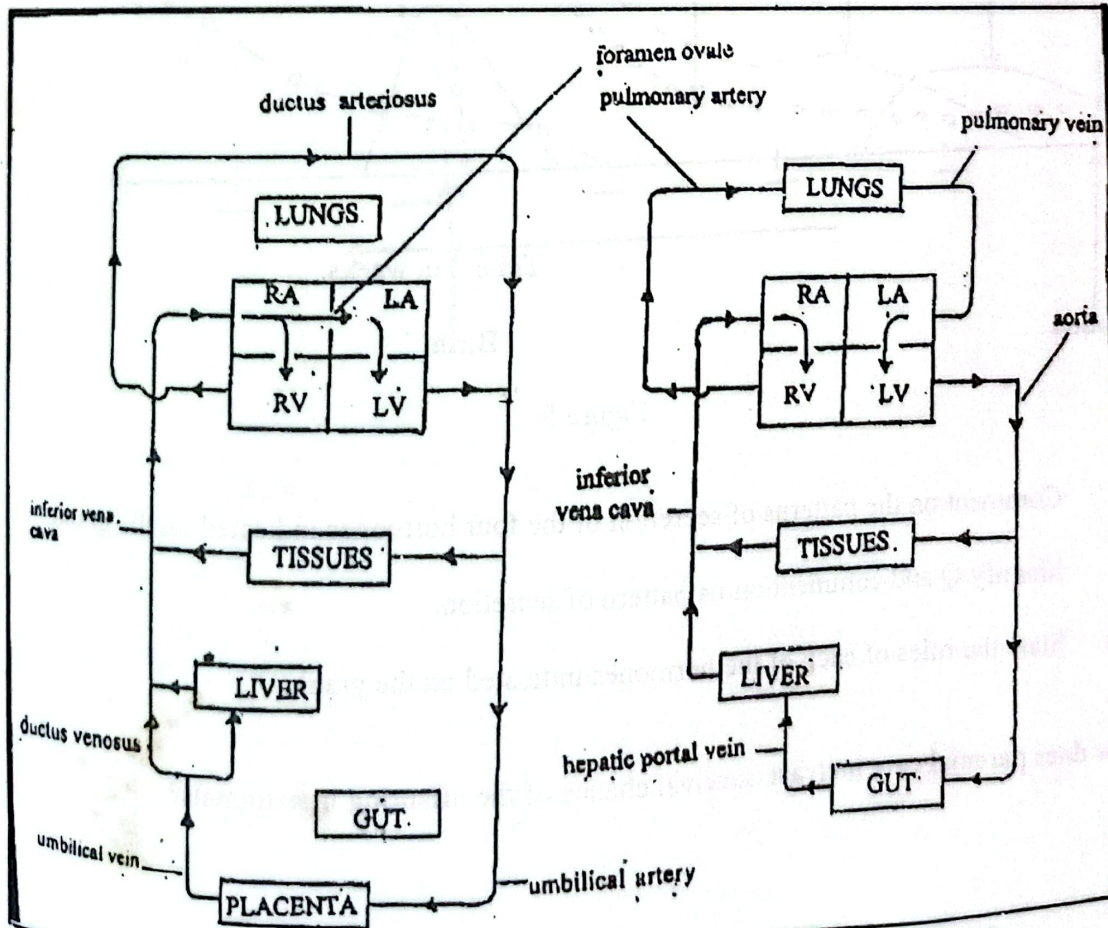 foramen ovale
ductus arteriosus
pulmonary artery
pulmonary vein
LUNGS.
LUNGS
RA LA
RV LV
RA LA
RV LV
aorta
inferior vena.
cava
inferior
vena cava
TISSUES
TISSUES.
LIVER
LIVER
ductus venosus
hepatic portal vein
GUT.
GUT
umbilical vein
umbilical artery
PLACENTA